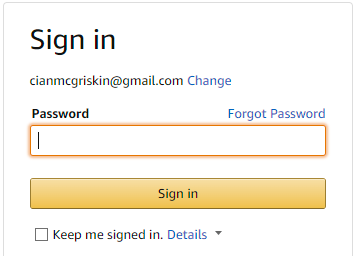 Sign in
cianmcgriskin@gmail.com Change
Password Forgot Password
Sign in
Keep me signed in. Details